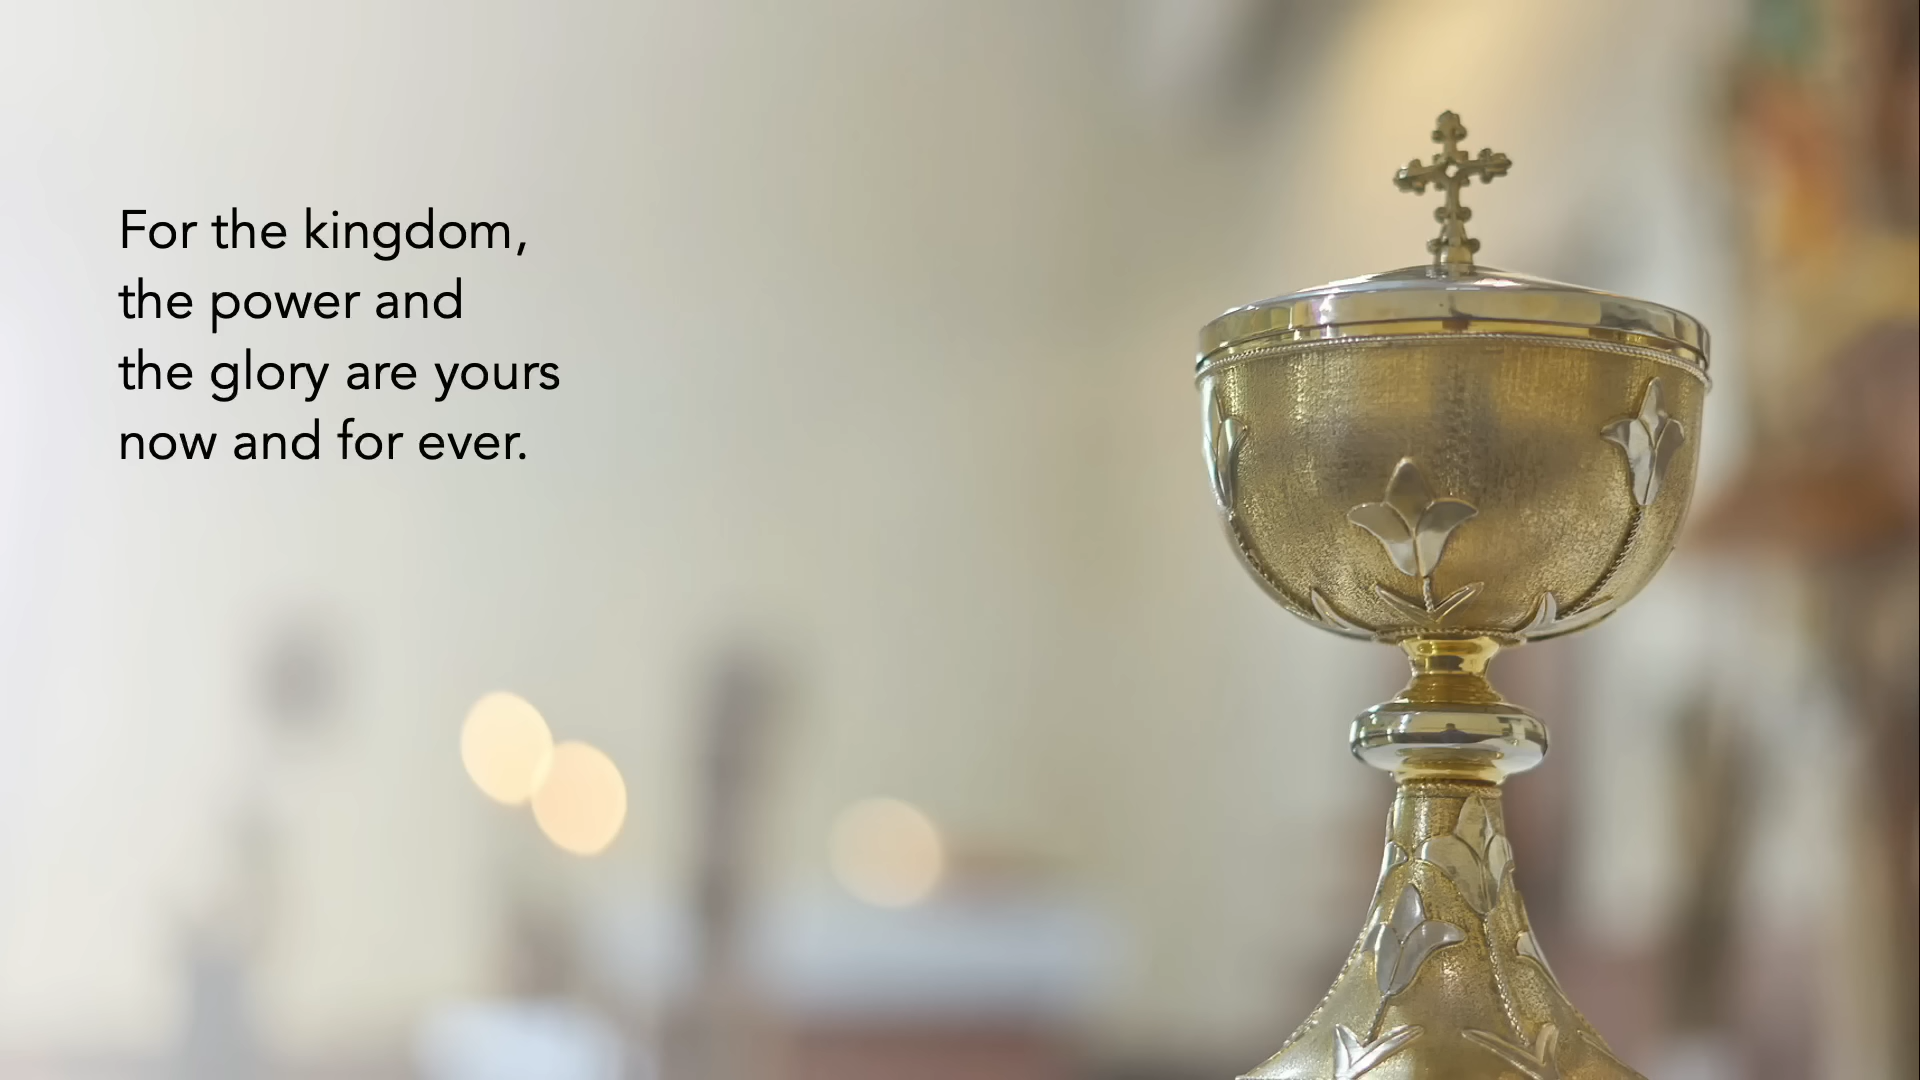 For the kingdom,
the power and
the glory are yours
now and for ever.